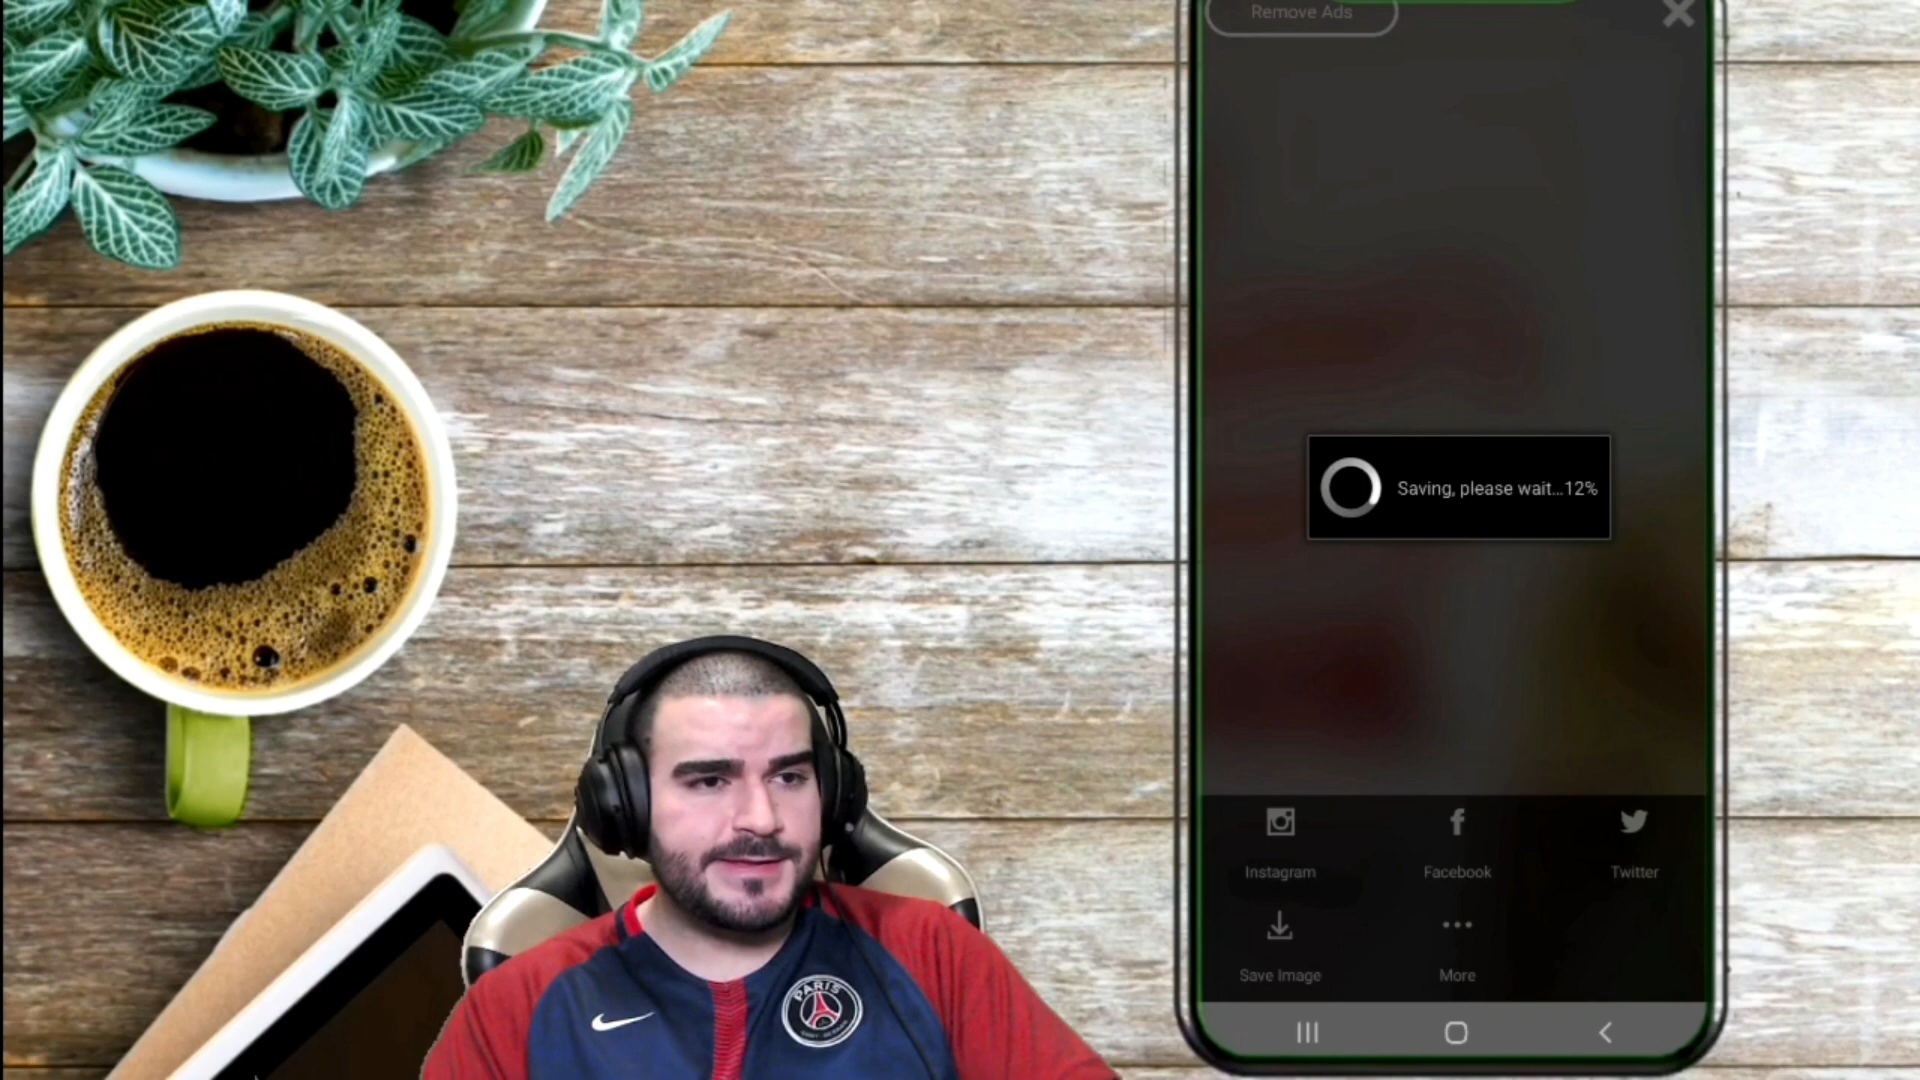 Remove Ads
Saving, please wait...12%
Instagram
Facebook
Twitter
Save Image
More
PARIS